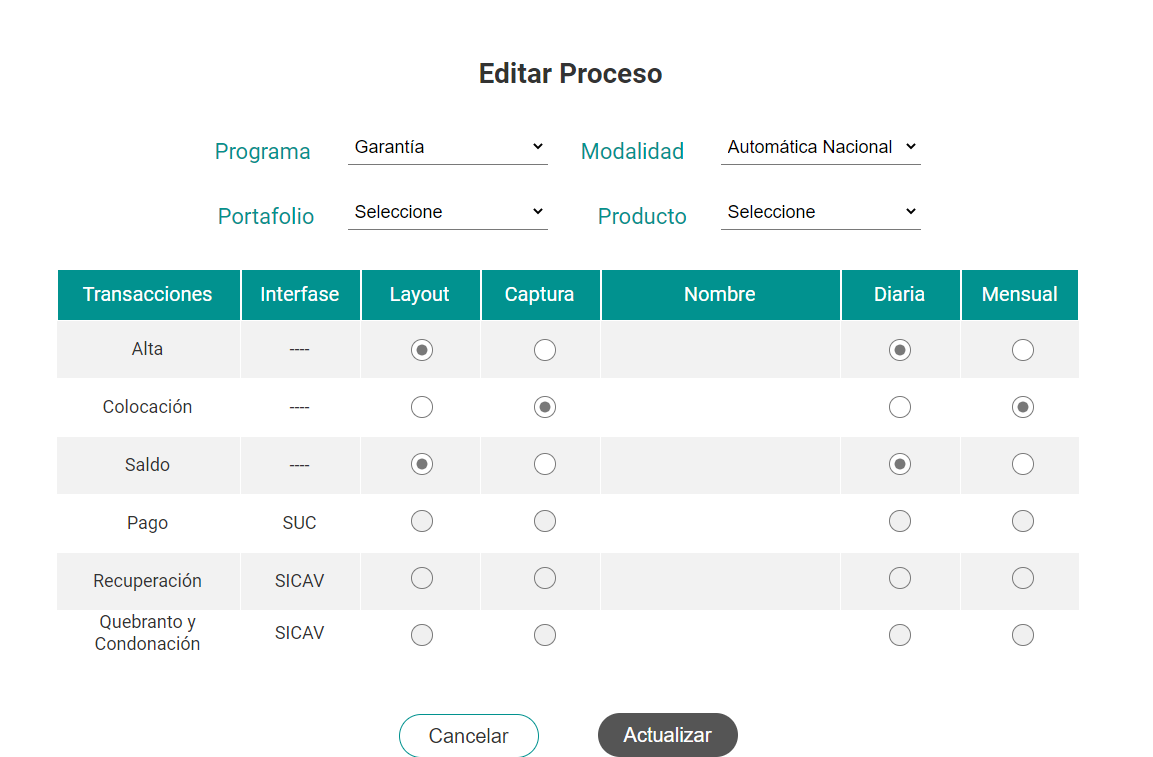 Editar Proceso
Programa Garantía Modalidad Automática Nacional
Portafolio Seleccione Producto Seleccione
Transacciones Interfase Layout Captura Nombre Diaria Mensual
Alta ----
Colocación ----
Saldo ----
Pago SUC
Recuperación SICAV
Quebranto y
Condonación SICAV
Cancelar Actualizar